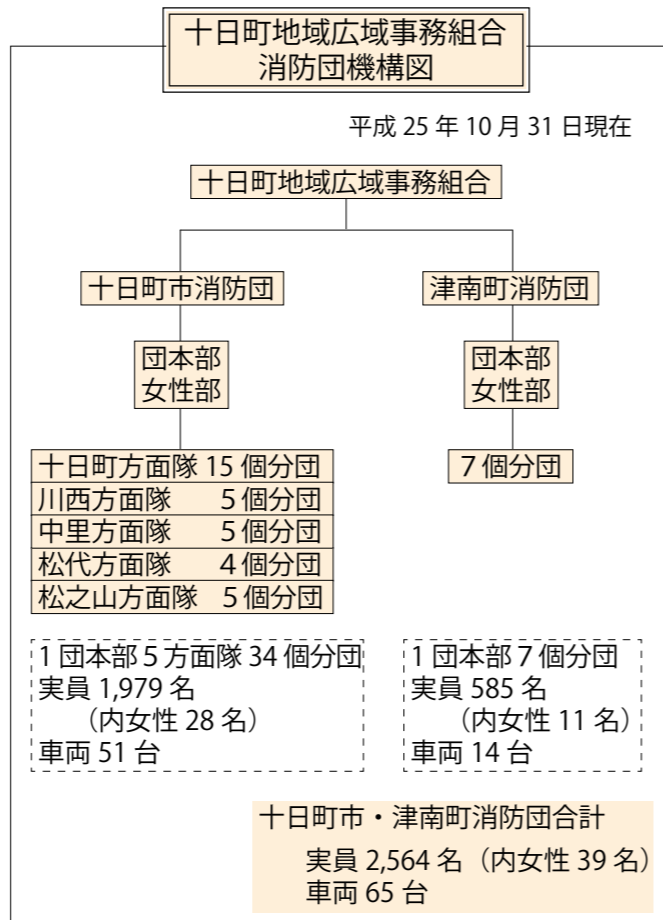 十日町地域広域事務組合
消防団機構図
平成 25 年 10 月 31 日現在
十日町地域広域事務組合
十日町市消防団
津南町消防団
団本部
女性部
団本部
女性部
十日町方面隊 15 個分団
川西方面隊 5 個分団
中里方面隊 5 個分団
松代方面隊 4 個分団
松之山方面隊 5 個分団
7 個分団
1 団本部 5 方面隊 34 個分団
実員 1,979 名
（内女性 28 名）
車両 51 台
1 団本部 7 個分団
実員 585 名
（内女性 11 名）
車両 14 台
十日町市・津南町消防団合計
実員 2,564 名（内女性 39 名）
車両 65 台